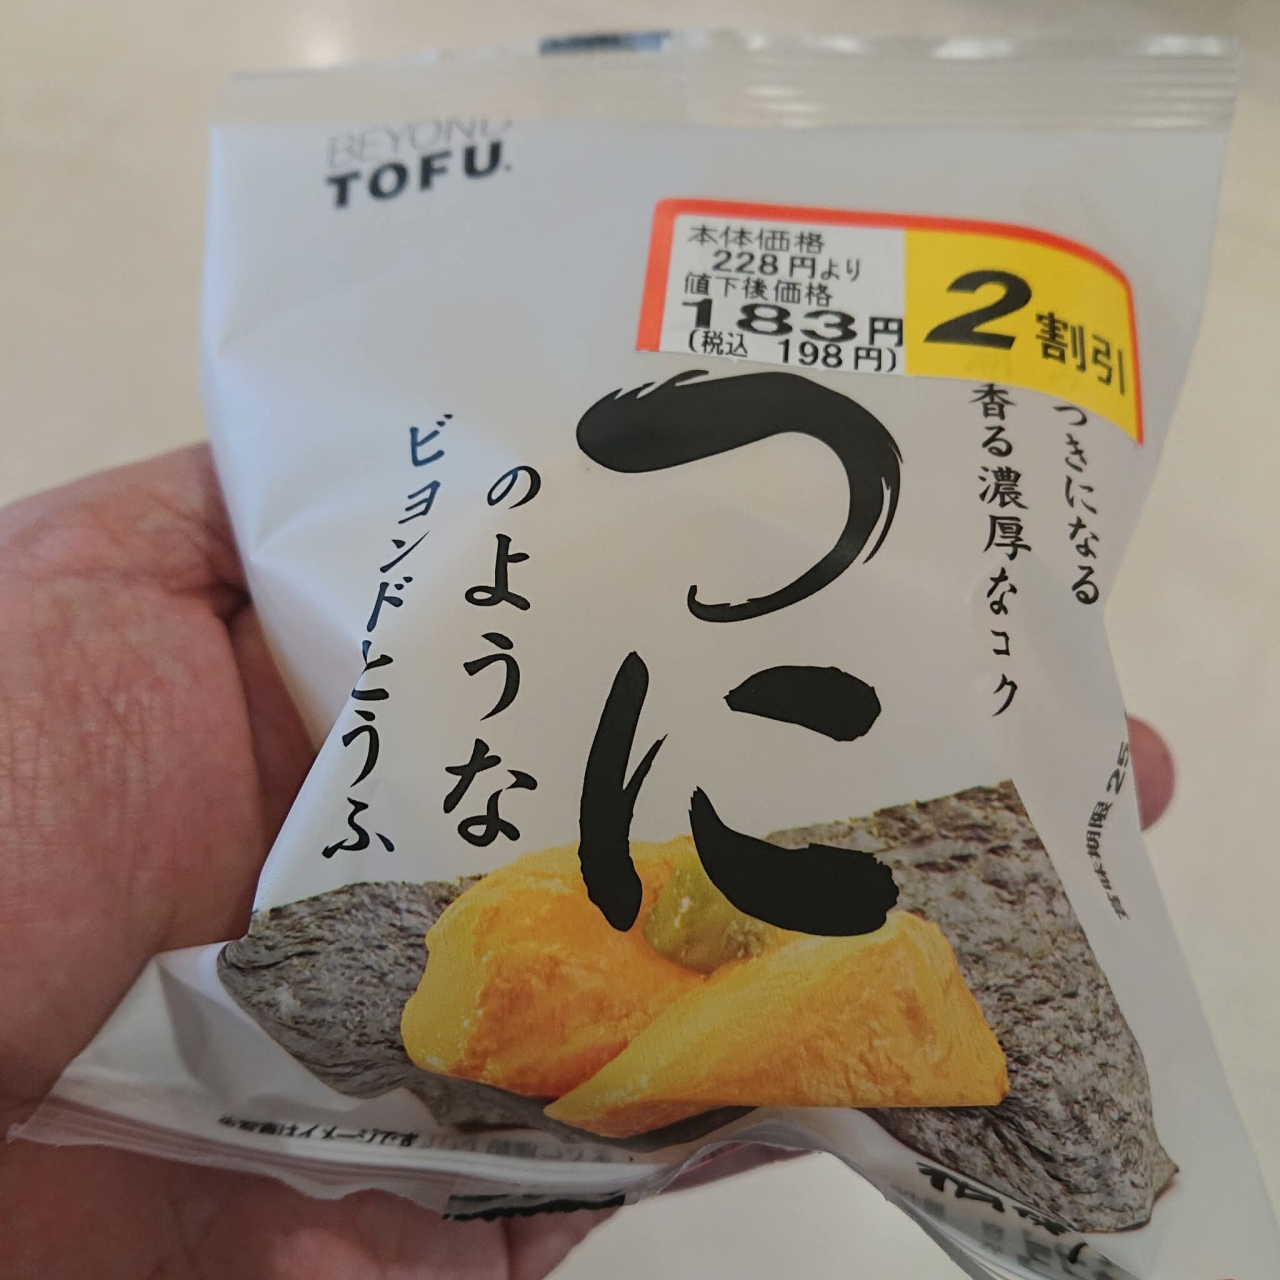 BEYOND
TOFU
本体価格
228円より
値下後価格
183円
(税込 198円)
2割引
つきになる
香る濃厚なコク
つに
のような
ビヨンドとうふ
25